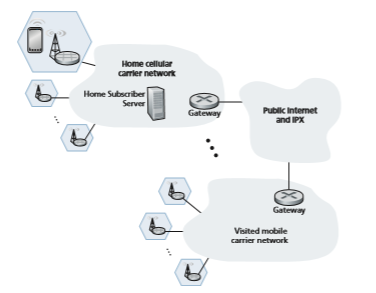 Home cellular
carrier network
Home Subscriber
Server
Gateway
Public Internet
and IPX
Gateway
Visited mobile
carrier network